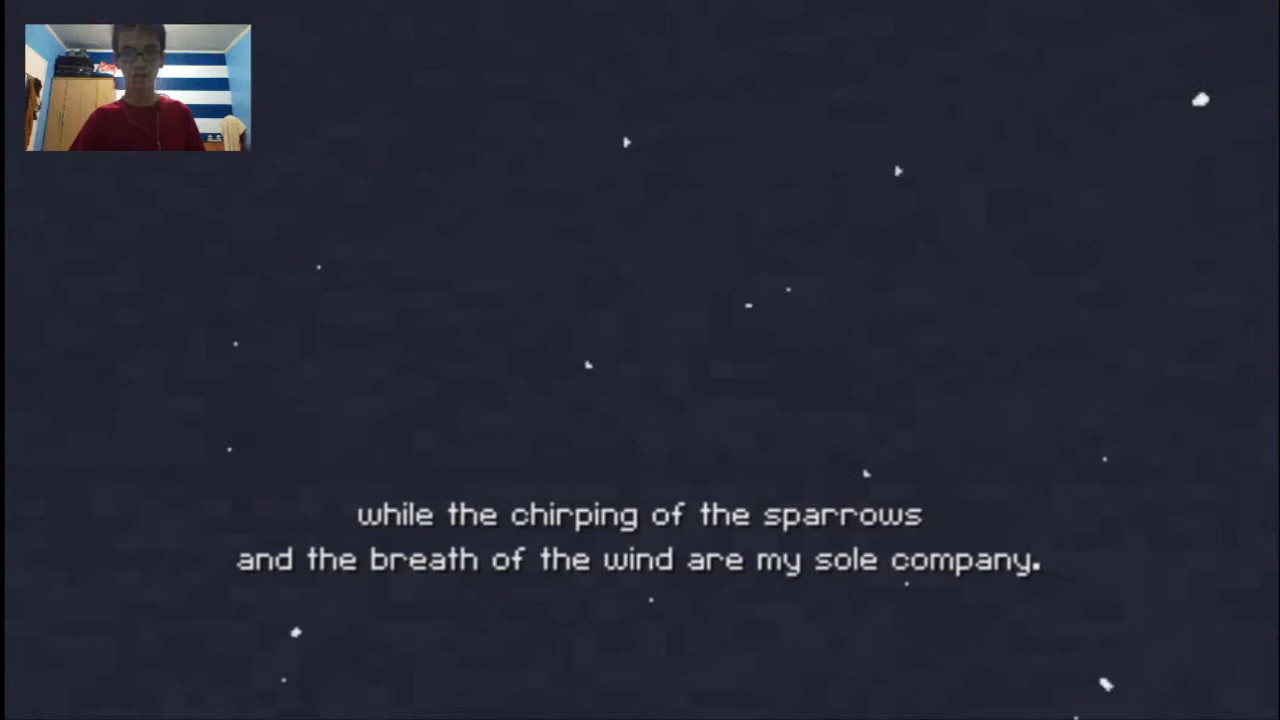 while the chirping of the sparrows
and the breath of the wind are my sole company.